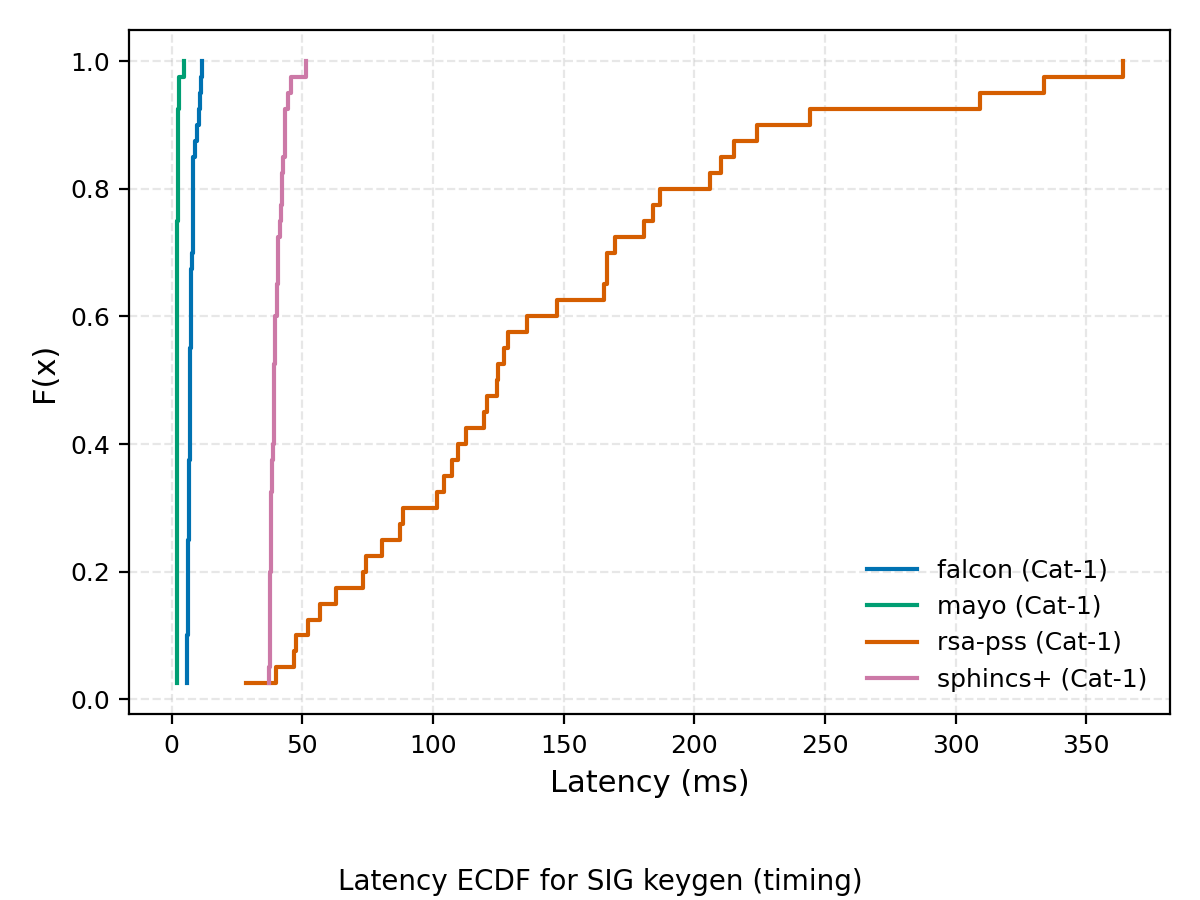 1.0
0.8
0.6
0.4
0.2
0.0
F(x)
falcon (Cat-1)
mayo (Cat-1)
rsa-pss (Cat-1)
sphincs+ (Cat-1)
0 50 100 150 200 250 300 350
Latency (ms)
Latency ECDF for SIG keygen (timing)